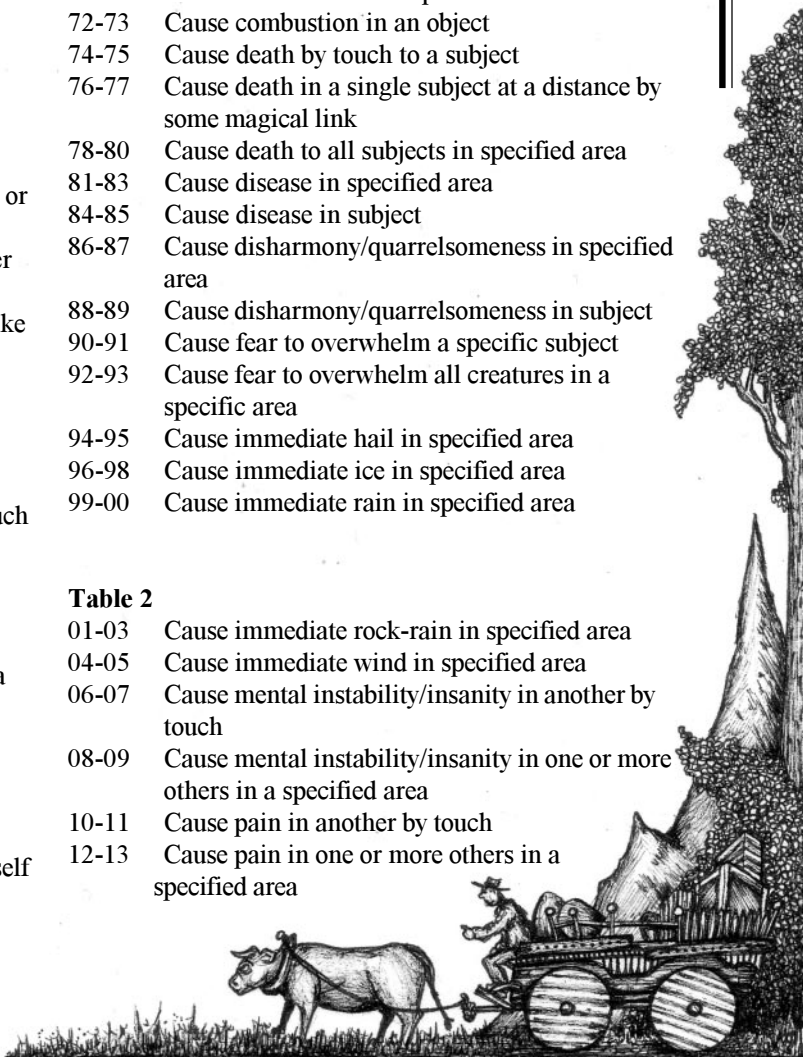 72-73 Cause combustion in an object
74-75 Cause death by touch to a subject
76-77 Cause death in a single subject at a distance by
some magical link
78-80 Cause death to all subjects in specified area
81-83 Cause disease in specified area
84-85 Cause disease in subject
86-87 Cause disharmony/quarrelsomeness in specified
area
88-89 Cause disharmony/quarrelsomeness in subject
90-91 Cause fear to overwhelm a specific subject
92-93 Cause fear to overwhelm all creatures in a
specific area
94-95 Cause immediate hail in specified area
96-98 Cause immediate ice in specified area
99-00 Cause immediate rain in specified area
or
Table 2
01-03 Cause immediate rock-rain in specified area
04-05 Cause immediate wind in specified area
06-07 Cause mental instability/insanity in another by
touch
08-09 Cause mental instability/insanity in one or more
others in a specified area
10-11 Cause pain in another by touch
12-13 Cause pain in one or more others in a
specified area